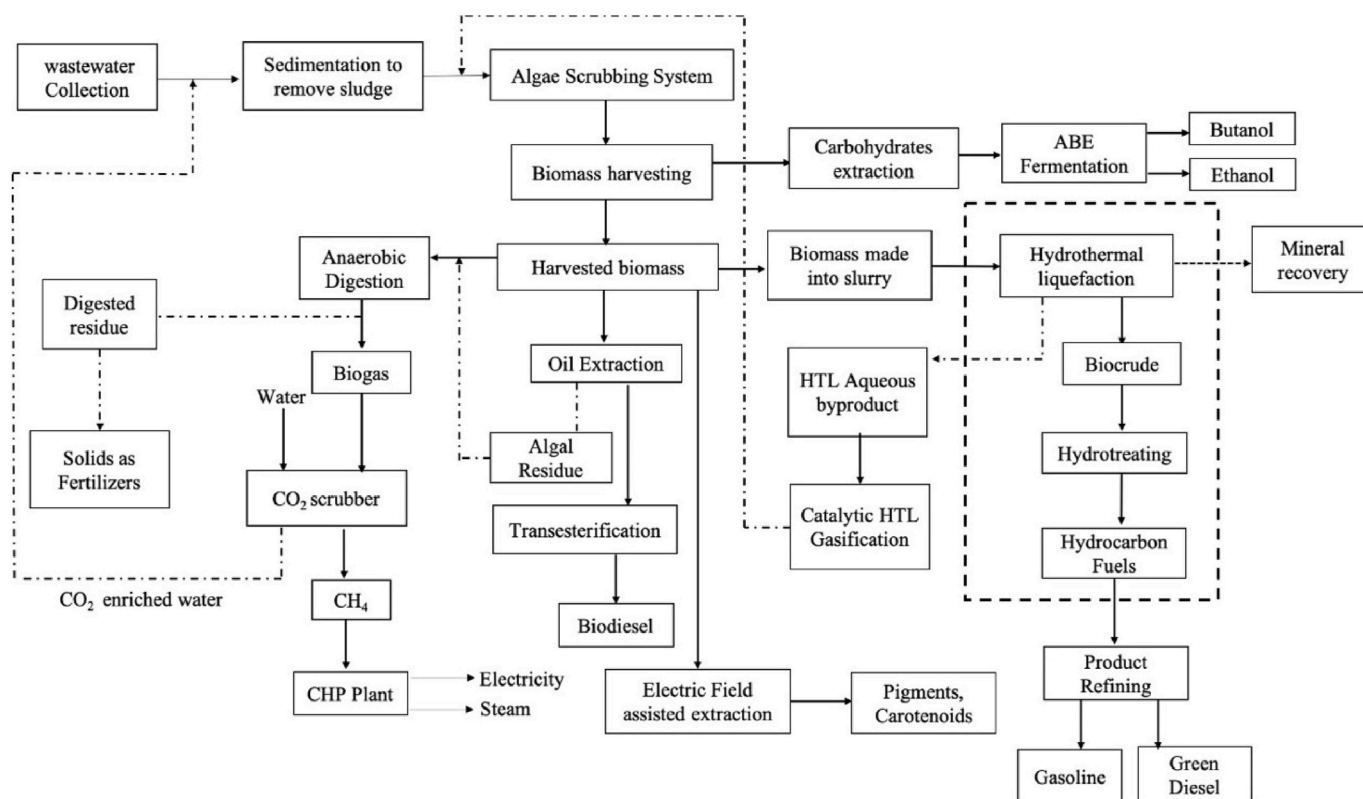 wastewater
Collection
Sedimentation to
remove sludge
Algae Scrubbing System
Biomass harvesting
Carbohydrates
extraction
ABE
Fermentation
Butanol
Ethanol
Anaerobic
Digestion
Harvested biomass
Biomass made
into slurry
Hydrothermal
liquefaction
Mineral
recovery
Digested
residue
Biogas
Oil Extraction
HTL Aqueous
byproduct
Biocrude
Water
Solids as
Fertilizers
Algal
Residue
Hydrotreating
CO₂ scrubber
Transesterification
Catalytic HTL
Gasification
Hydrocarbon
Fuels
CO₂ enriched water
CH₄
Biodiesel
CHP Plant
Electricity
Steam
Electric Field
assisted extraction
Pigments,
Carotenoids
Product
Refining
Gasoline
Green
Diesel